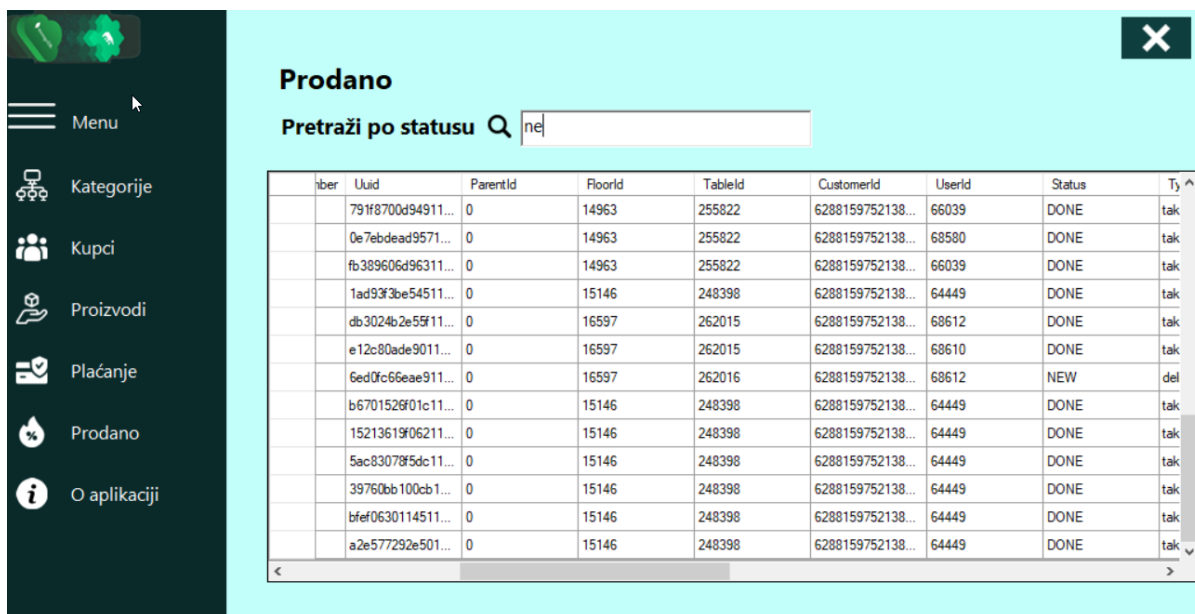 Prodano
Menu
Pretraži po statusu ne
Kategorije
Kupci
Proizvodi
Plaćanje
Prodano
O aplikaciji
nber Uuid ParentId FloorId TableId CustomerId UserId Status Ty
791f8700d94911... 0 14963 255822 6288159752138... 66039 DONE tak
0e7ebdead9571... 0 14963 255822 6288159752138... 68580 DONE tak
fb389606d96311... 0 14963 255822 6288159752138... 66039 DONE tak
1ad93f3be54511... 0 15146 248398 6288159752138... 64449 DONE tak
db3024b2e55f11... 0 16597 262015 6288159752138... 68612 DONE tak
e12c80ade9011... 0 16597 262015 6288159752138... 68610 DONE tak
6ed0fc66eae911... 0 16597 262016 6288159752138... 68612 NEW del
b6701526f01c11... 0 15146 248398 6288159752138... 64449 DONE tak
15213619f06211... 0 15146 248398 6288159752138... 64449 DONE tak
5ac83078f5dc11... 0 15146 248398 6288159752138... 64449 DONE tak
39760bb100cb1... 0 15146 248398 6288159752138... 64449 DONE tak
bfef0630114511... 0 15146 248398 6288159752138... 64449 DONE tak
a2e577292e501... 0 15146 248398 6288159752138... 64449 DONE tak